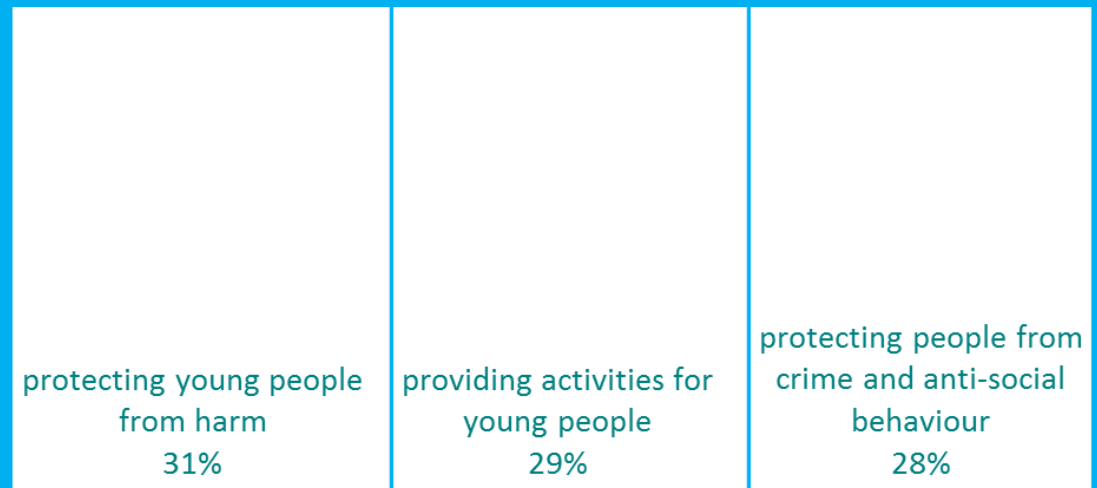 protecting young people
from harm
31%
providing activities for
young people
29%
protecting people from
crime and anti-social
behaviour
28%